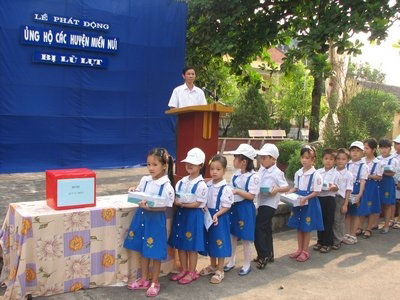 LỄ PHÁT ĐỘNG
ỦNG HỘ CÁC HUYỆN MIỀN NÚI
BỊ LŨ LỤT